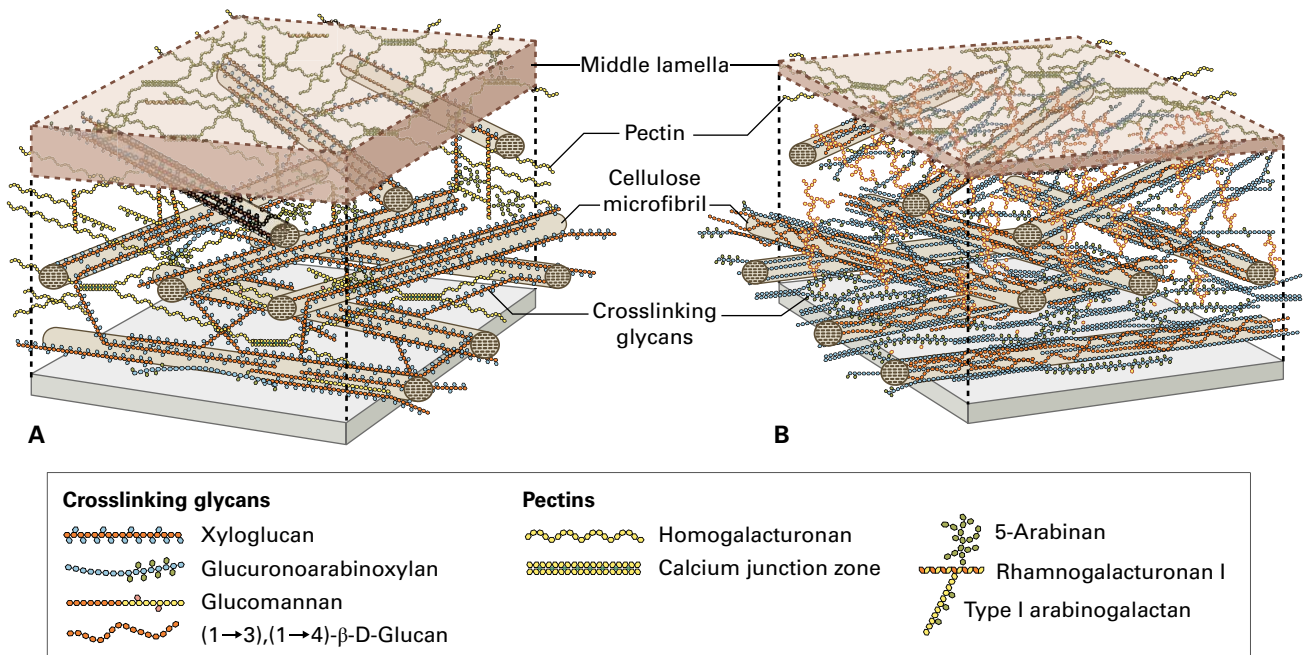 Middle lamella
Pectin
Cellulose
microfibril
Crosslinking
glycans
A
B
Crosslinking glycans
Xyloglucan
Glucuronoarabinoxylan
Glucomannan
(1→3),(1→4)-β-D-Glucan
Pectins
Homogalacturonan
Calcium junction zone
5-Arabinan
Rhamnogalacturonan I
Type I arabinogalactan